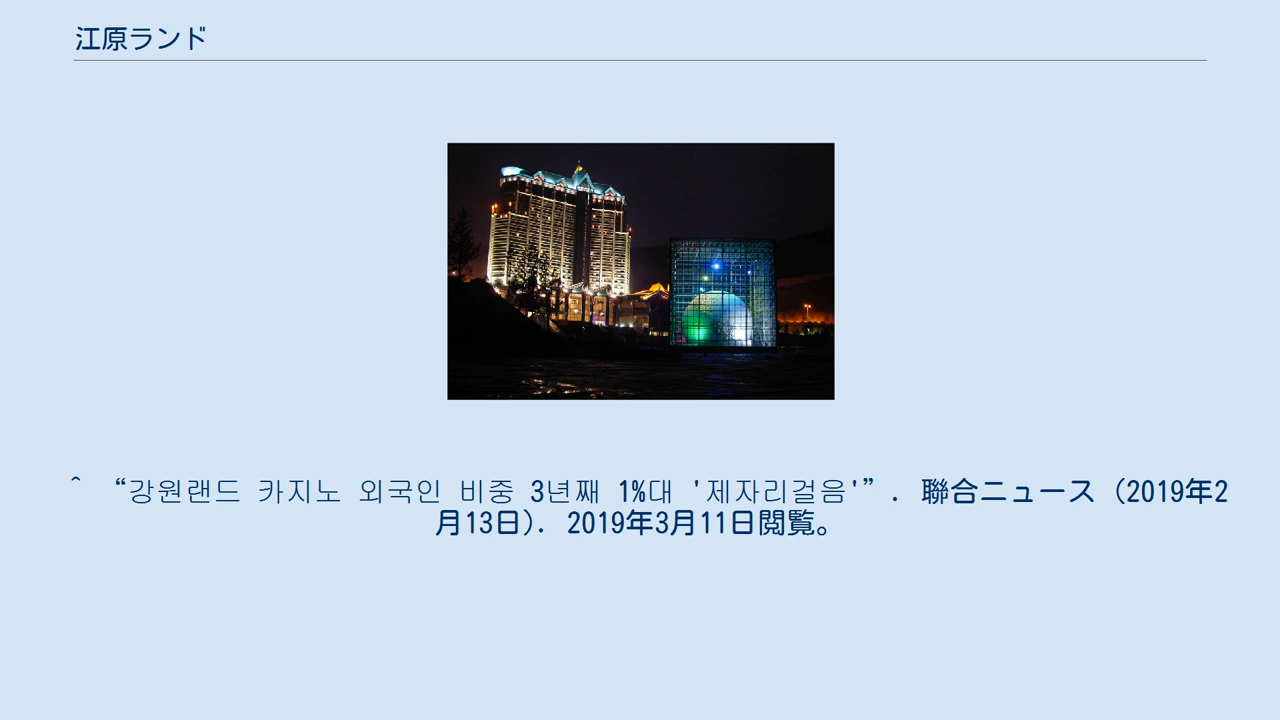 江原ランド
^ “강원랜드 카지노 외국인 비중 3년째 1%대 '제자리걸음'”. 聯合ニュース (2019年2
月13日). 2019年3月11日閲覧。